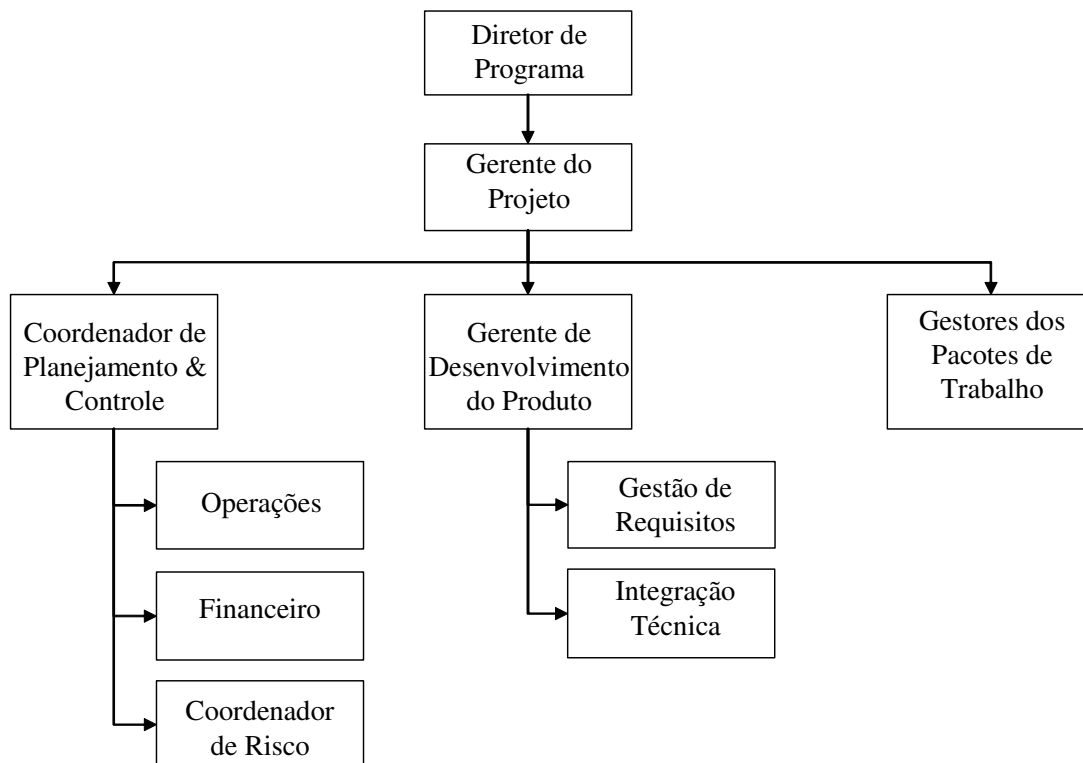 Diretor de
Programa
Gerente do
Projeto
Coordenador de
Planejamento &
Controle
Gerente de
Desenvolvimento
do Produto
Gestores dos
Pacotes de
Trabalho
Operações
Financeiro
Coordenador
de Risco
Gestão de
Requisitos
Integração
Técnica